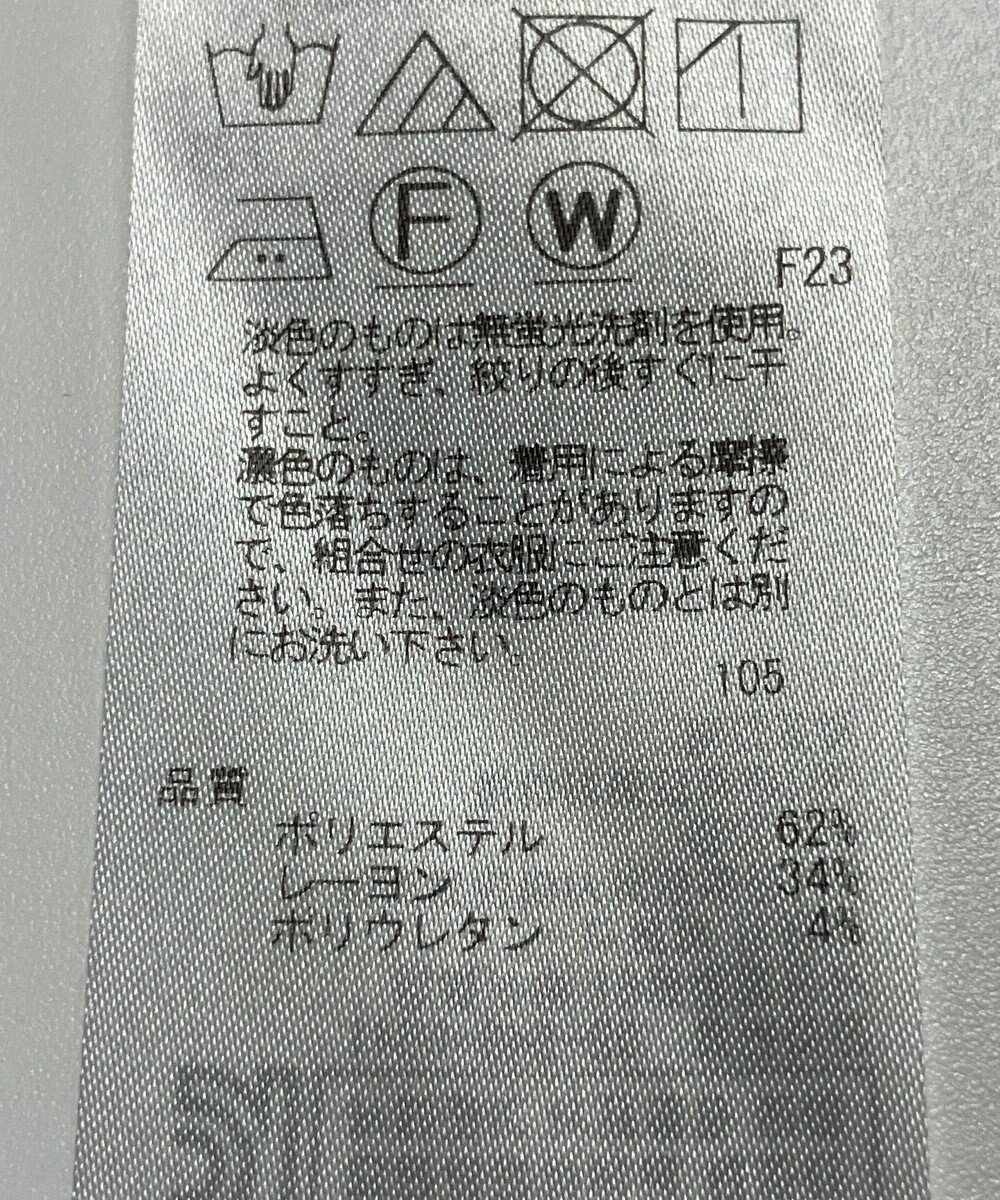 F
W
F23
淡色のものは無蛍光洗剤を使用。
よくすすぎ、絞りの後すぐに干
すこと。
濃色のものは、着用による摩擦
で色落ちすることがありますの
で、組合せの衣服にご注意くだ
さい。また、淡色のものとは別
にお洗い下さい。
105
品質
ポリエステル 62%
レーヨン 34%
ポリウレタン 4%